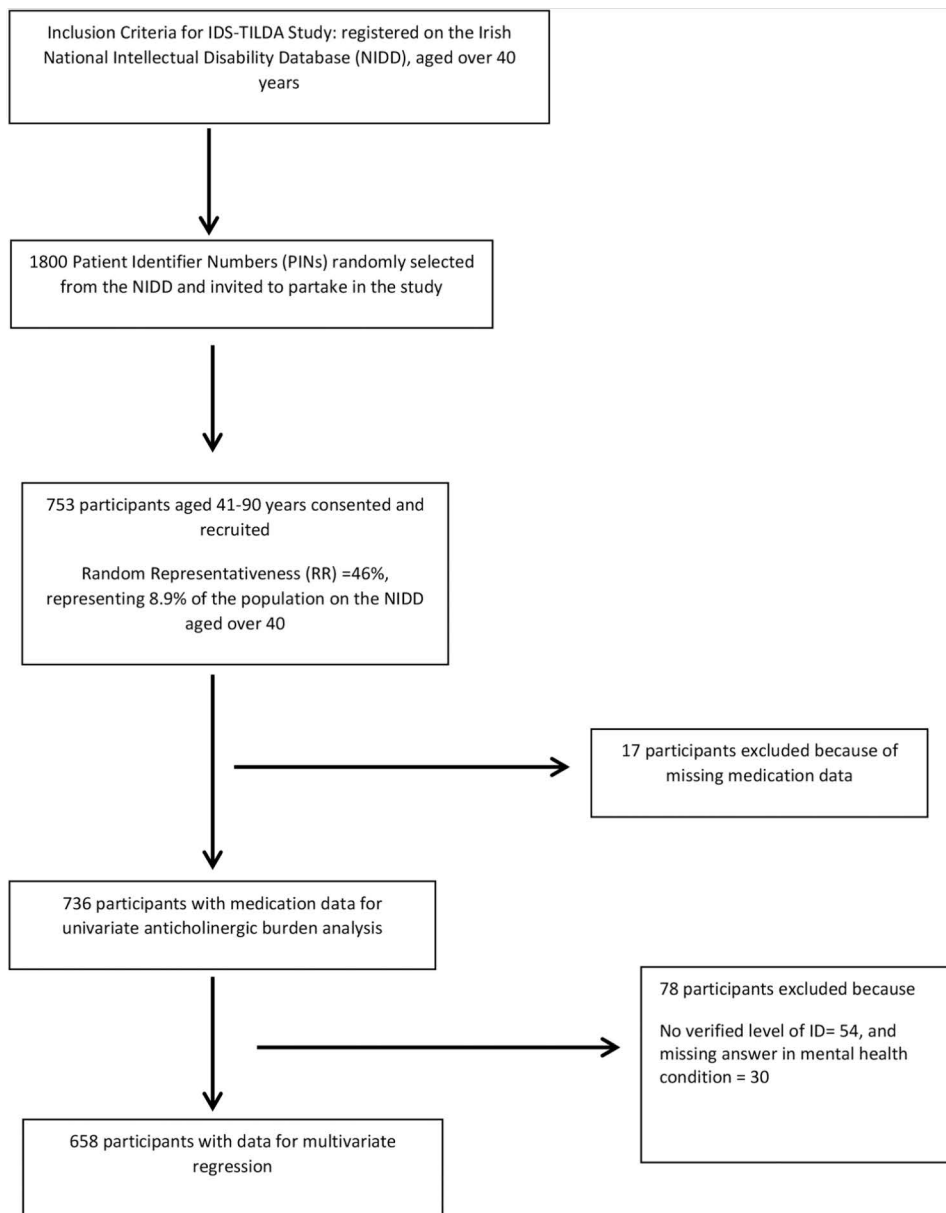 Inclusion Criteria for IDS-TILDA Study: registered on the Irish
National Intellectual Disability Database (NIDD), aged over 40
years
1800 Patient Identifier Numbers (PINs) randomly selected
from the NIDD and invited to partake in the study
753 participants aged 41-90 years consented and
recruited
Random Representativeness (RR) =46%,
representing 8.9% of the population on the NIDD
aged over 40
17 participants excluded because of
missing medication data
736 participants with medication data for
univariate anticholinergic burden analysis
78 participants excluded because
No verified level of ID= 54, and
missing answer in mental health
condition = 30
658 participants with data for multivariate
regression